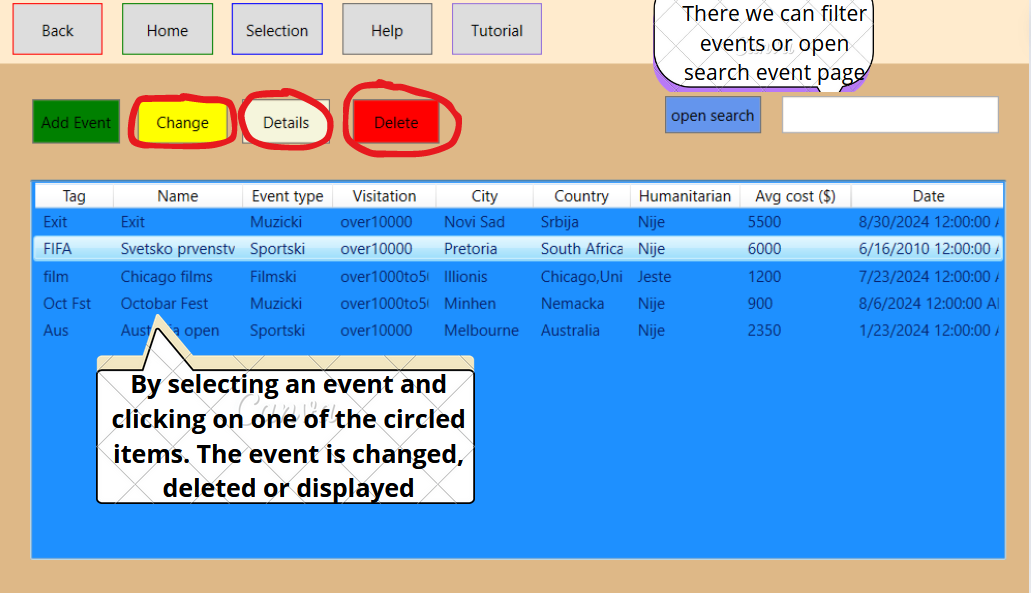 There we can filter
events or open
search event page
Back Home Selection Help Tutorial
Add Event Change Details Delete open search
Tag Name Event type Visitation City Country Humanitarian Avg cost ($) Date
Exit Exit Muzicki over10000 Novi Sad Srbija Nije 5500 8/30/2024 12:00:00
FIFA Svetsko prvenstv Sportski over10000 Pretoria South Africa Nije 6000 6/16/2010 12:00:00
film Chicago films Filmski over1000to5 Illionis Chicago,Uni Jeste 1200 7/23/2024 12:00:00
Oct Fst Octobar Fest Muzicki over1000to5 Minhen Nemacka Nije 900 8/6/2024 12:00:00
Aus open Sportski over10000 Melbourne Australia Nije 2350 1/23/2024 12:00:00
By selecting an event and
clicking on one of the circled
items. The event is changed,
deleted or displayed
Canva